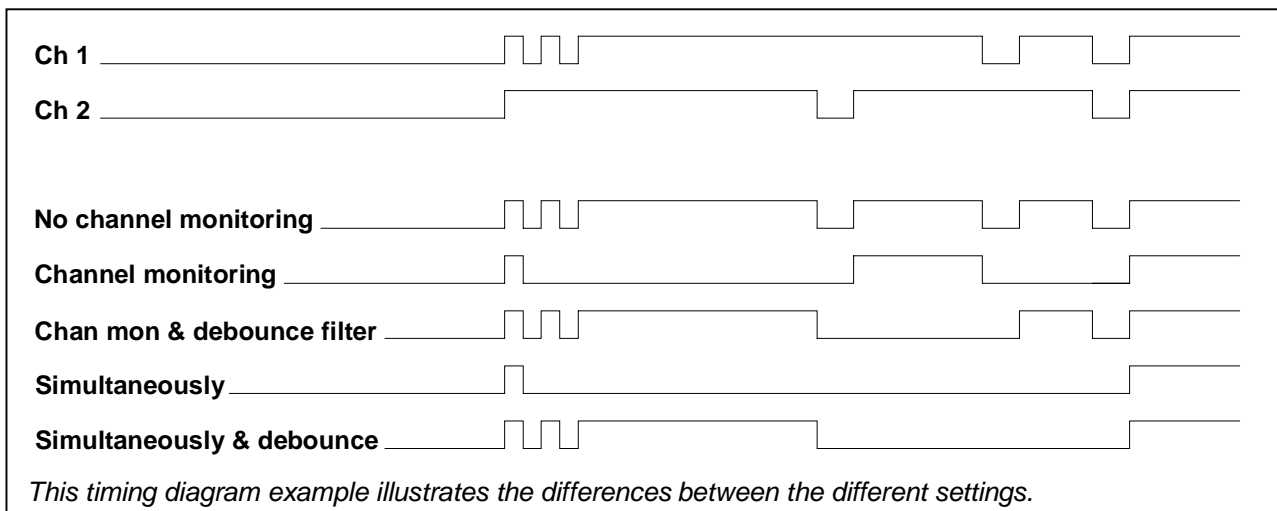 Ch 1
Ch 2
No channel monitoring
Channel monitoring
Chan mon & debounce filter
Simultaneously
Simultaneously & debounce
This timing diagram example illustrates the differences between the different settings.